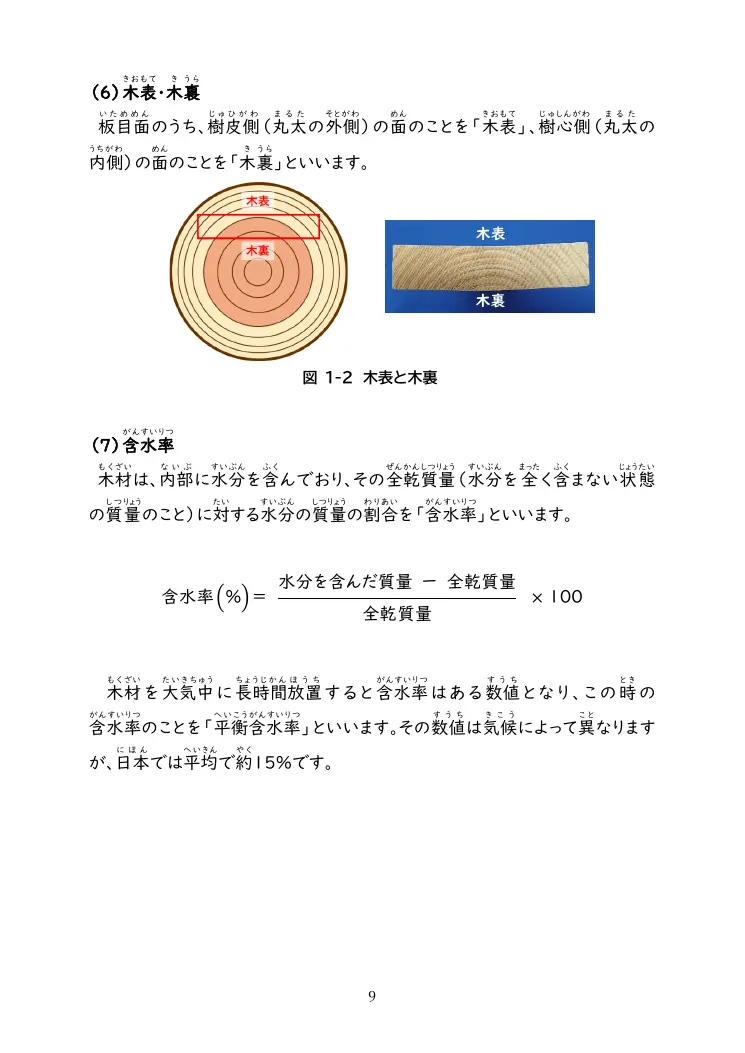 (6)木表・木裏
板目面のうち、樹皮側(丸太の外側)の面のことを「木表」、樹心側(丸太の
内側)の面のことを「木裏」といいます。
木表
木裏
木表
木裏
図 1-2 木表と木裏
(7)含水率
木材は、内部に水分を含んでおり、その全乾質量(水分を全く含まない状態
の質量のこと)に対する水分の質量の割合を「含水率」といいます。
含水率(%)= 水分を含んだ質量 ー 全乾質量 × 100
全乾質量
木材を大気中に長時間放置すると含水率はある数値となり、この時の
含水率のことを「平衡含水率」といいます。その数値は気候によって異なります
が、日本では平均で約15%です。
9